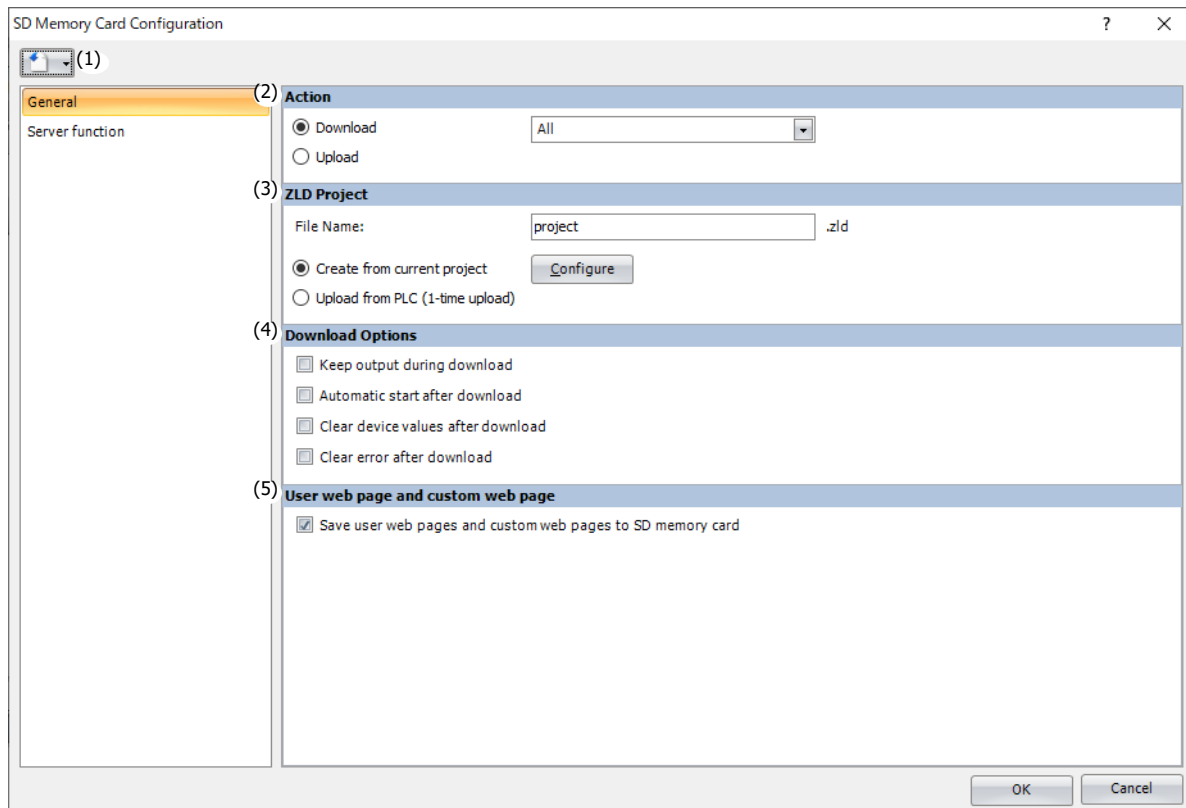 SD Memory Card Configuration ? ×
(1)
General
Server function
(2) Action
Download All
Upload
(3) ZLD Project
File Name: project .zld
Create from current project Configure
Upload from PLC (1-time upload)
(4) Download Options
Keep output during download
Automatic start after download
Clear device values after download
Clear error after download
(5) User web page and custom web page
Save user web pages and custom web pages to SD memory card
OK Cancel